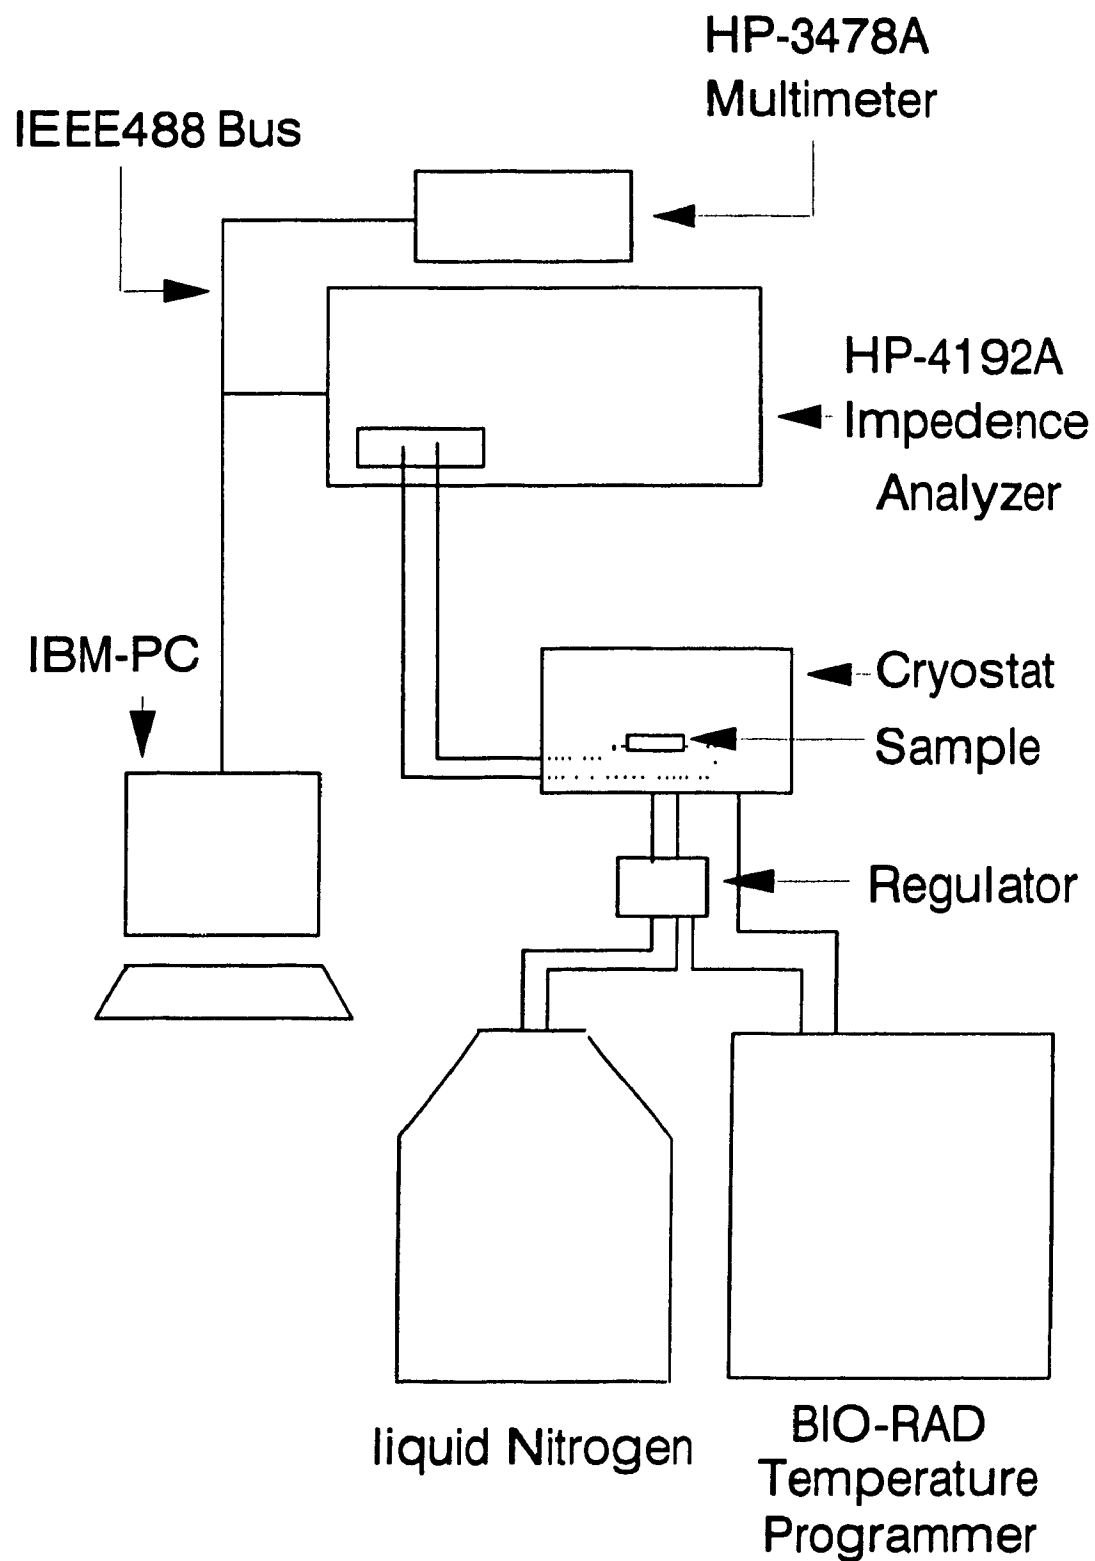 HP-3478A
Multimeter
IEEE488 Bus
HP-4192A
Impedence
Analyzer
IBM-PC
Cryostat
Sample
Regulator
liquid Nitrogen
BIO-RAD
Temperature
Programmer